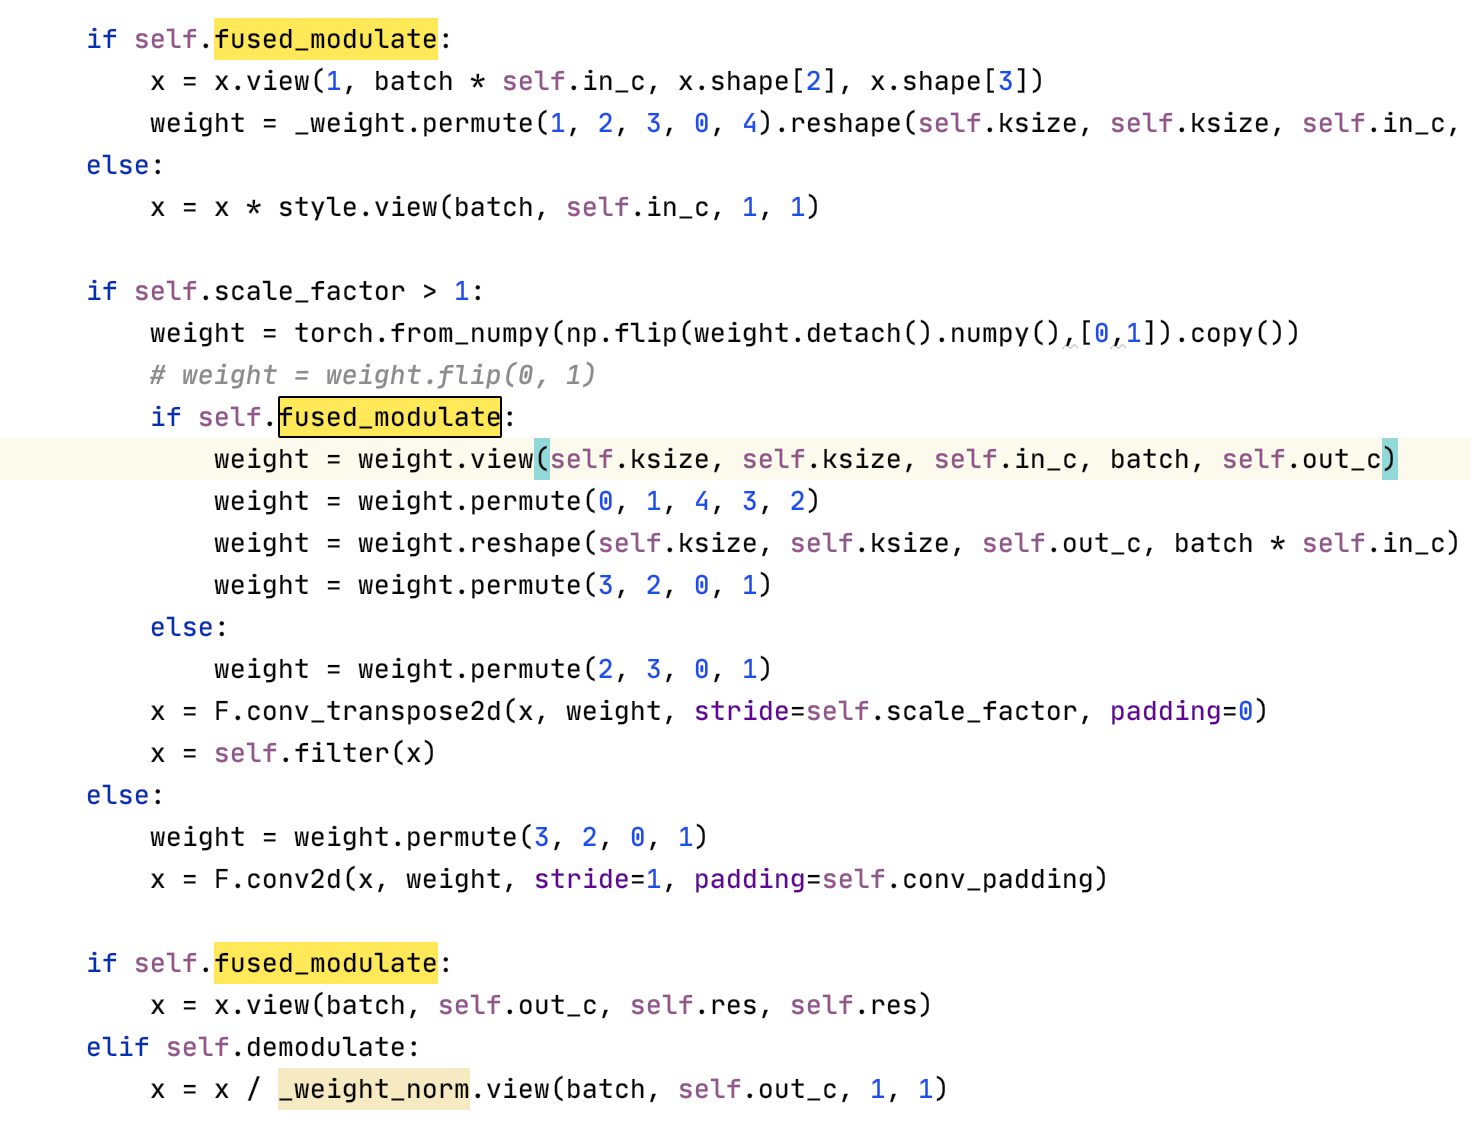 if self.fused_modulate:
    x = x.view(1, batch * self.in_c, x.shape[2], x.shape[3])
    weight = _weight.permute(1, 2, 3, 0, 4).reshape(self.ksize, self.ksize, self.in_c,
else:
    x = x * style.view(batch, self.in_c, 1, 1)

if self.scale_factor > 1:
    weight = torch.from_numpy(np.flip(weight.detach().numpy(),[0,1]).copy())
    # weight = weight.flip(0, 1)
    if self.fused_modulate:
        weight = weight.view(self.ksize, self.ksize, self.in_c, batch, self.out_c)
        weight = weight.permute(0, 1, 4, 3, 2)
        weight = weight.reshape(self.ksize, self.ksize, self.out_c, batch * self.in_c)
        weight = weight.permute(3, 2, 0, 1)
    else:
        weight = weight.permute(2, 3, 0, 1)
    x = F.conv_transpose2d(x, weight, stride=self.scale_factor, padding=0)
    x = self.filter(x)
else:
    weight = weight.permute(3, 2, 0, 1)
    x = F.conv2d(x, weight, stride=1, padding=self.conv_padding)

if self.fused_modulate:
    x = x.view(batch, self.out_c, self.res, self.res)
elif self.demodulate:
    x = x / _weight_norm.view(batch, self.out_c, 1, 1)